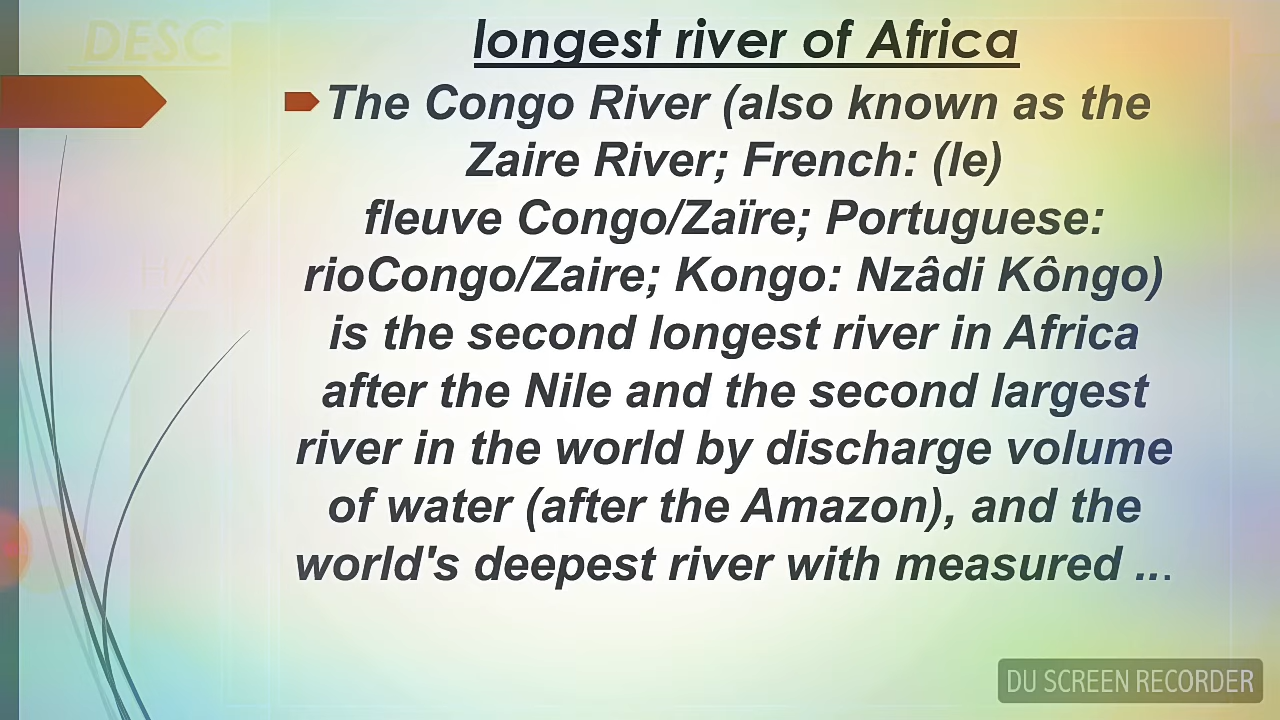 DESC
longest river of Africa
The Congo River (also known as the
Zaire River; French: (le)
fleuve Congo/Zaïre; Portuguese:
rioCongo/Zaire; Kongo: Nzâdi Kôngo)
is the second longest river in Africa
after the Nile and the second largest
river in the world by discharge volume
of water (after the Amazon), and the
world's deepest river with measured ...
DU SCREEN RECORDER